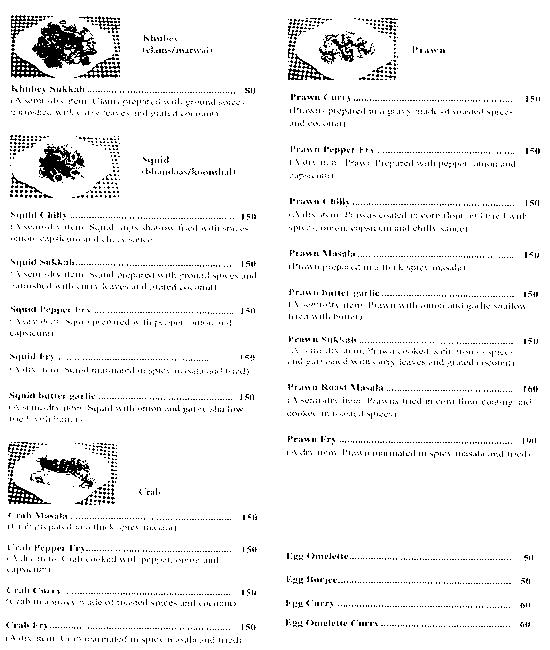 Khubey
(clams/marwai)
Khubey Sukkah 80
(A semi dry item. Clams prepared with ground spices
garnished with curry leaves and grated coconut)
Squid
(bhandaas/koondhal)
Squid Chilly 150
(A semi dry item. Squid rings shallow fried with spices
onion, capsicum and chilly sauce
Squid Sukkah 150
(A semi dry item. Squid prepared with ground spices and
garnished with curry leaves and grated coconut)
Squid Pepper Fry 150
(A dry item. Squid prepared with pepper, onion and
capsicum)
Squid Fry 150
(A dry item. Squid marinated in spicy masala and fried)
Squid butter garlic 150
(A semi dry item. Squid with onion and garlic shallow
fried with butter)
Crab
Crab Masala 150
(Crab prepared in a thick spicy masala)
Crab Pepper Fry 150
(A dry item. Crab cooked with pepper, onion and
capsicum)
Crab Curry 150
(Crab in a gravy made of roasted spices and coconut)
Crab Fry 150
(A dry item. Crab marinated in spicy masala and fried)
Prawn
Prawn Curry 150
(Prawns prepared in a gravy made of roasted spices
and coconut)
Prawn Pepper Fry 150
(A dry item. Prawn Prepared with pepper, onion and
capsicum)
Prawn Chilly 150
(A dry item. Prawns coated in corn flour and fried with
spices, onion, capsicum and chilly sauce)
Prawn Masala 150
(Prawn prepared in a thick spicy masala)
Prawn butter garlic 150
(A semi dry item. Prawn with onion and garlic shallow
fried with butter)
Prawn Sukkah 150
(A semi dry item. Prawn cooked with ground spices
and garnished with curry leaves and grated coconut)
Prawn Roast Masala 160
(A semi dry item. Prawns fried in corn flour coating and
cooked in roasted spices)
Prawn Fry 190
(A dry item. Prawn marinated in spicy masala and fried)
Egg Omelette 50
Egg Borjee 50
Egg Curry 60
Egg Omelette Curry 60